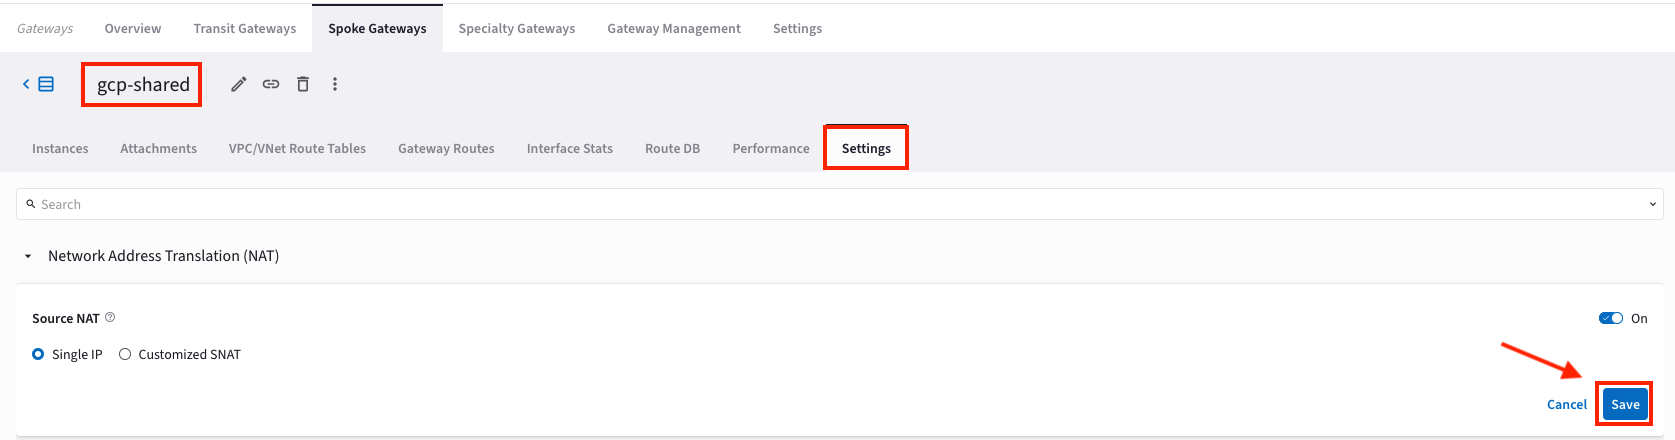 Gateways Overview Transit Gateways Spoke Gateways Specialty Gateways Gateway Management Settings
gcp-shared
Instances Attachments VPC/VNet Route Tables Gateway Routes Interface Stats Route DB Performance Settings
Search
Network Address Translation (NAT)
Source NAT On
Single IP Customized SNAT
Cancel Save